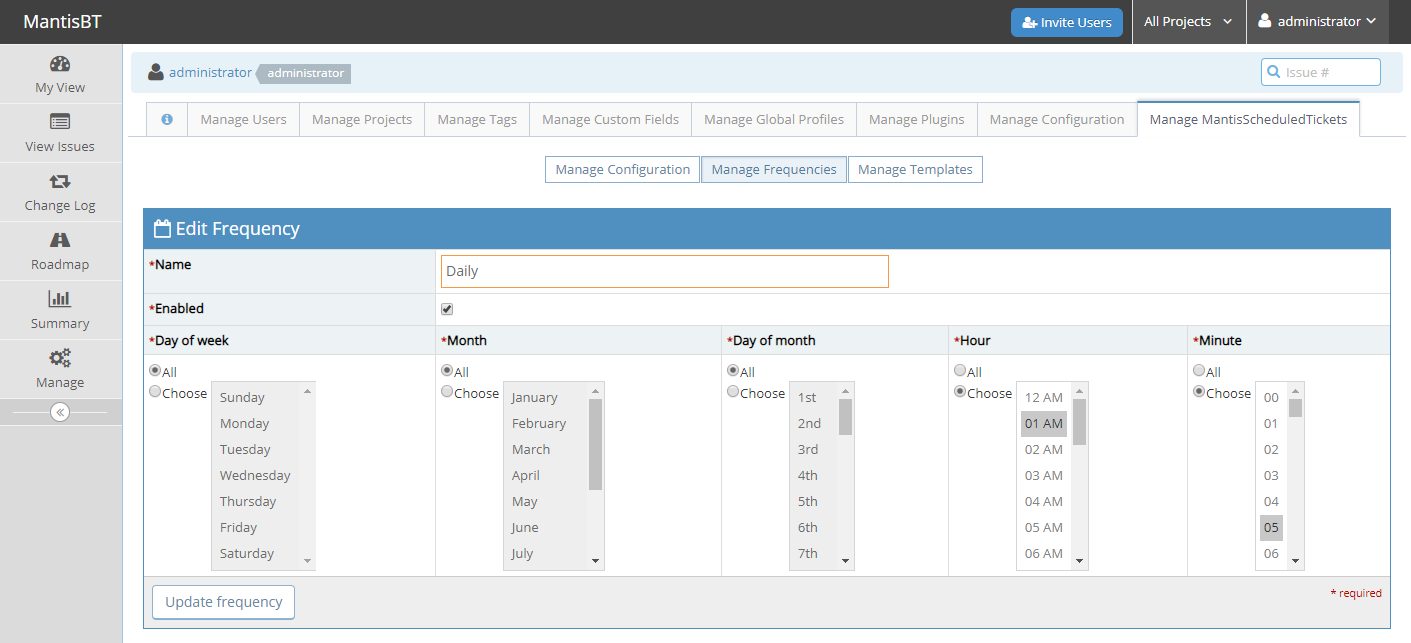 MantisBT
Invite Users
All Projects
administrator
My View
View Issues
Change Log
Roadmap
Summary
Manage
administrator administrator
Issue #
Manage Users Manage Projects Manage Tags Manage Custom Fields Manage Global Profiles Manage Plugins Manage Configuration Manage MantisScheduledTickets
Manage Configuration Manage Frequencies Manage Templates
Edit Frequency
*Name
Daily
*Enabled
*Day of week *Month *Day of month *Hour *Minute
All
Choose
Sunday
Monday
Tuesday
Wednesday
Thursday
Friday
Saturday
All
Choose
January
February
March
April
May
June
July
All
Choose
1st
2nd
3rd
4th
5th
6th
7th
All
Choose
12 AM
01 AM
02 AM
03 AM
04 AM
05 AM
06 AM
All
Choose
00
01
02
03
04
05
06
Update frequency
* required